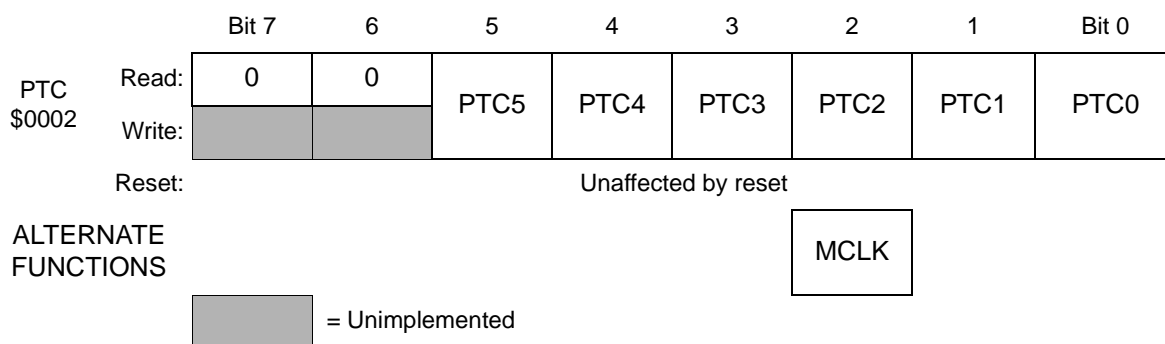 Bit 7 6 5 4 3 2 1 Bit 0
PTC
$0002
Read: 0 0 PTC5 PTC4 PTC3 PTC2 PTC1 PTC0
Write:
Reset: Unaffected by reset
ALTERNATE
FUNCTIONS
MCLK
= Unimplemented